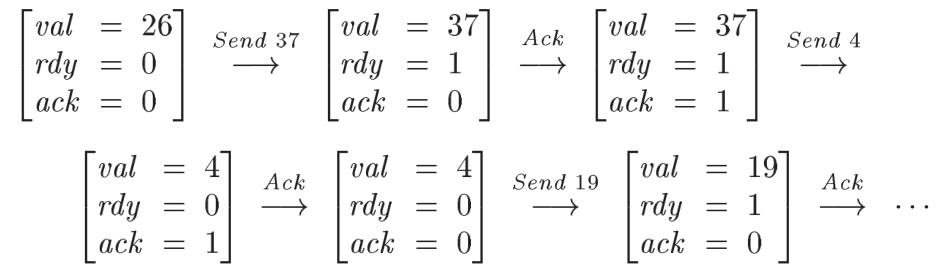 Send 37 Ack Send 4
val = 26 val = 37 val = 37
rdy = 0 rdy = 1 rdy = 1
ack = 0 ack = 0 ack = 1
Ack Send 19 Ack
val = 4 val = 4 val = 19
rdy = 0 rdy = 0 rdy = 1 ⋯
ack = 1 ack = 0 ack = 0